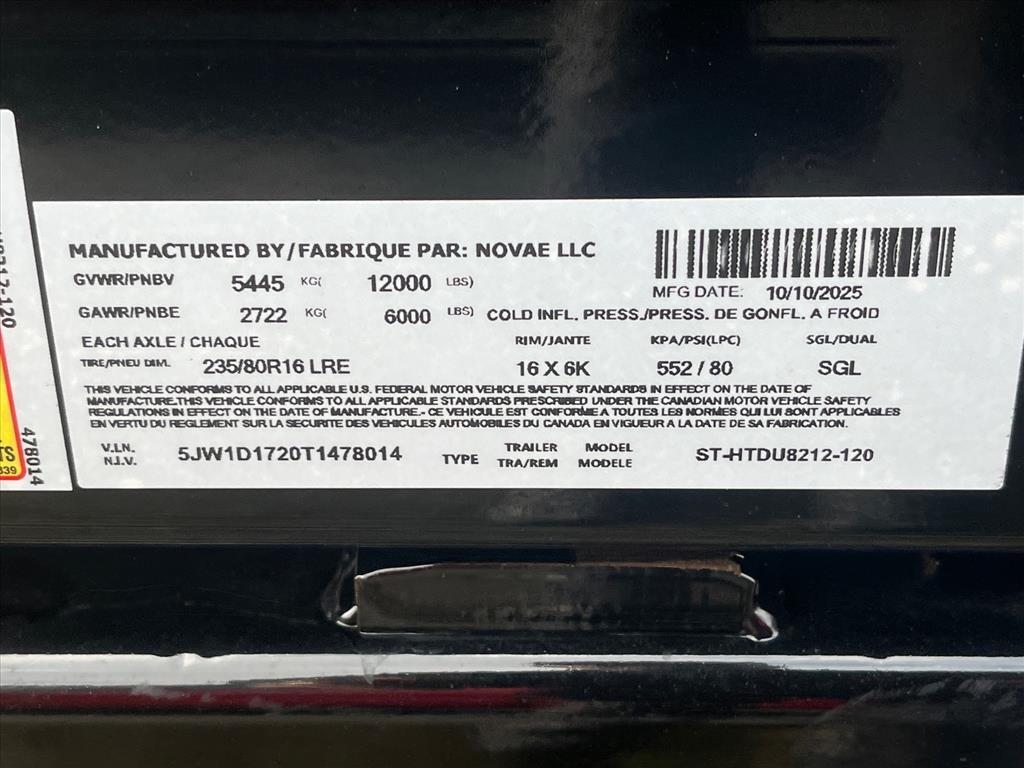 MANUFACTURED BY/FABRIQUE PAR: NOVAE LLC
GVWR/PNBV 5445 KG( 12000 LBS)
MFG DATE: 10/10/2025
GAWR/PNBE 2722 KG( 6000 LBS) COLD INFL. PRESS./PRESS. DE GONFL. A FROID
EACH AXLE / CHAQUE RIM/JANTE KPA/PSI(LPC) SGL/DUAL
TIRE/PNEU DIM. 235/80R16 LRE 16 X 6K 552 / 80 SGL
THIS VEHICLE CONFORMS TO ALL APPLICABLE U.S. FEDERAL MOTOR VEHICLE SAFETY STANDARDS IN EFFECT ON THE DATE OF
MANUFACTURE.THIS VEHICLE CONFORMS TO ALL APPLICABLE STANDARDS PRESCRIBED UNDER THE CANADIAN MOTOR VEHICLE SAFETY
REGULATIONS IN EFFECT ON THE DATE OF MANUFACTURE.- CE VEHICULE EST CONFORME A TOUTES LES NORMES QUI LUI SONT APPLICABLES
EN VERTU DU REGLEMENT SUR LA SECURITE DES VEHICULES AUTOMOBILES DU CANADA EN VIGUEUR A LA DATE DE SA FABRICATION.
V.I.N. 5JW1D1720T1478014 TYPE TRAILER MODEL ST-HTDU8212-120
N.I.V. TRA/REM MODELE
478014